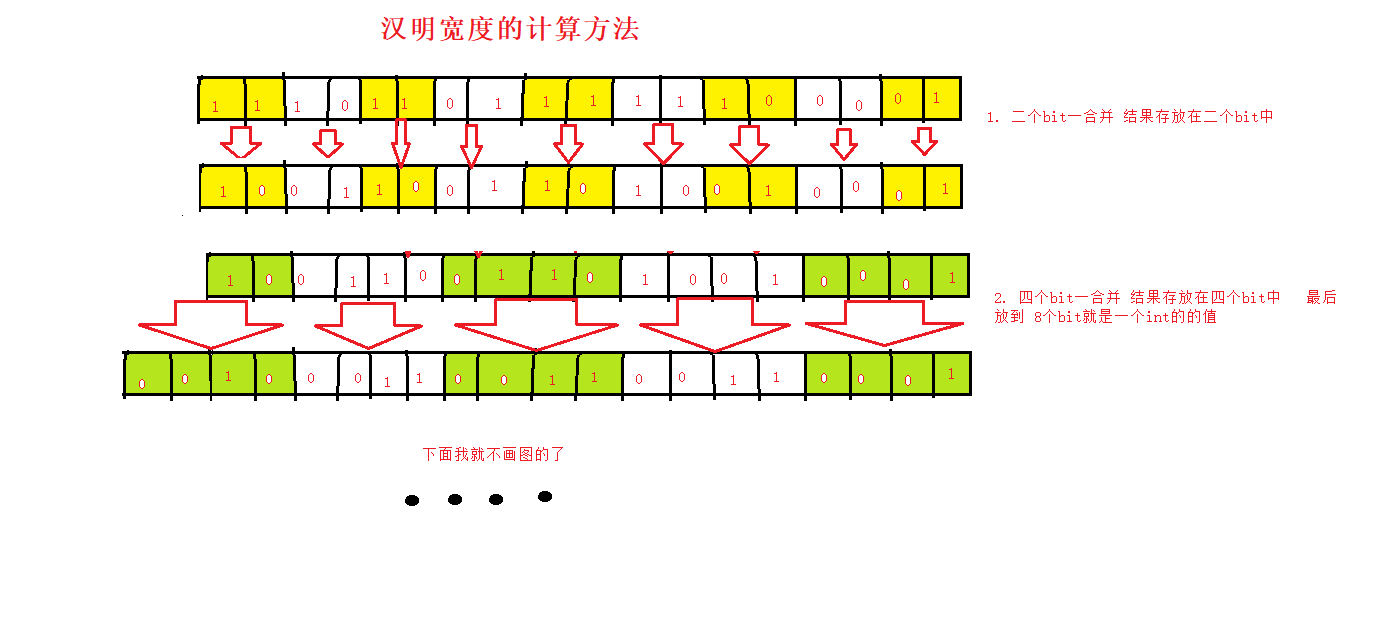 汉明宽度的计算方法
1 1 1 0 1 1 0 1 1 1 1 1 1 0 0 0 0 1
1. 二个bit一合并 结果存放在二个bit中
1 0 0 1 1 0 0 1 1 0 1 0 0 1 0 0 0 1
1 0 0 1 1 0 0 1 1 0 1 0 0 1 0 0 0 1
2. 四个bit一合并 结果存放在四个bit中 最后
放到 8个bit就是一个int的的值
0 0 1 0 0 0 1 1 0 0 1 1 0 0 1 1 0 0 0 1
下面我就不画图的了